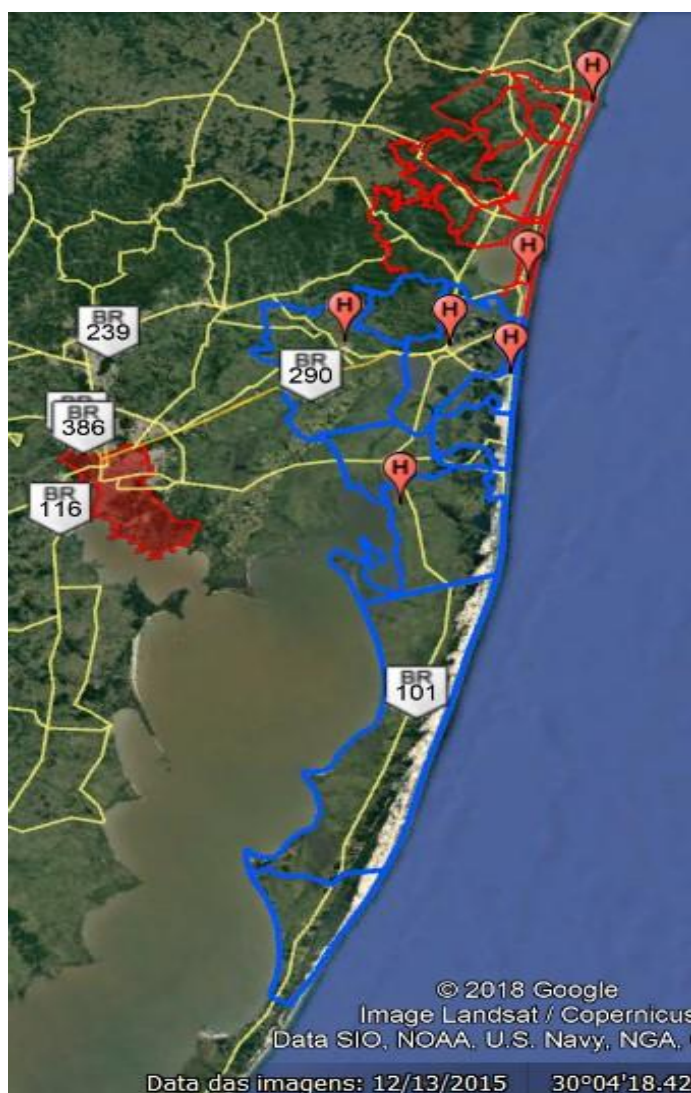 H
H
H
H
H
H
BR
239
BR
290
BR
BR
386
BR
116
BR
101
© 2018 Google
Image Landsat / Copernicus
Data SIO, NOAA, U.S. Navy, NGA,
Data das imagens: 12/13/2015 30°04'18.42